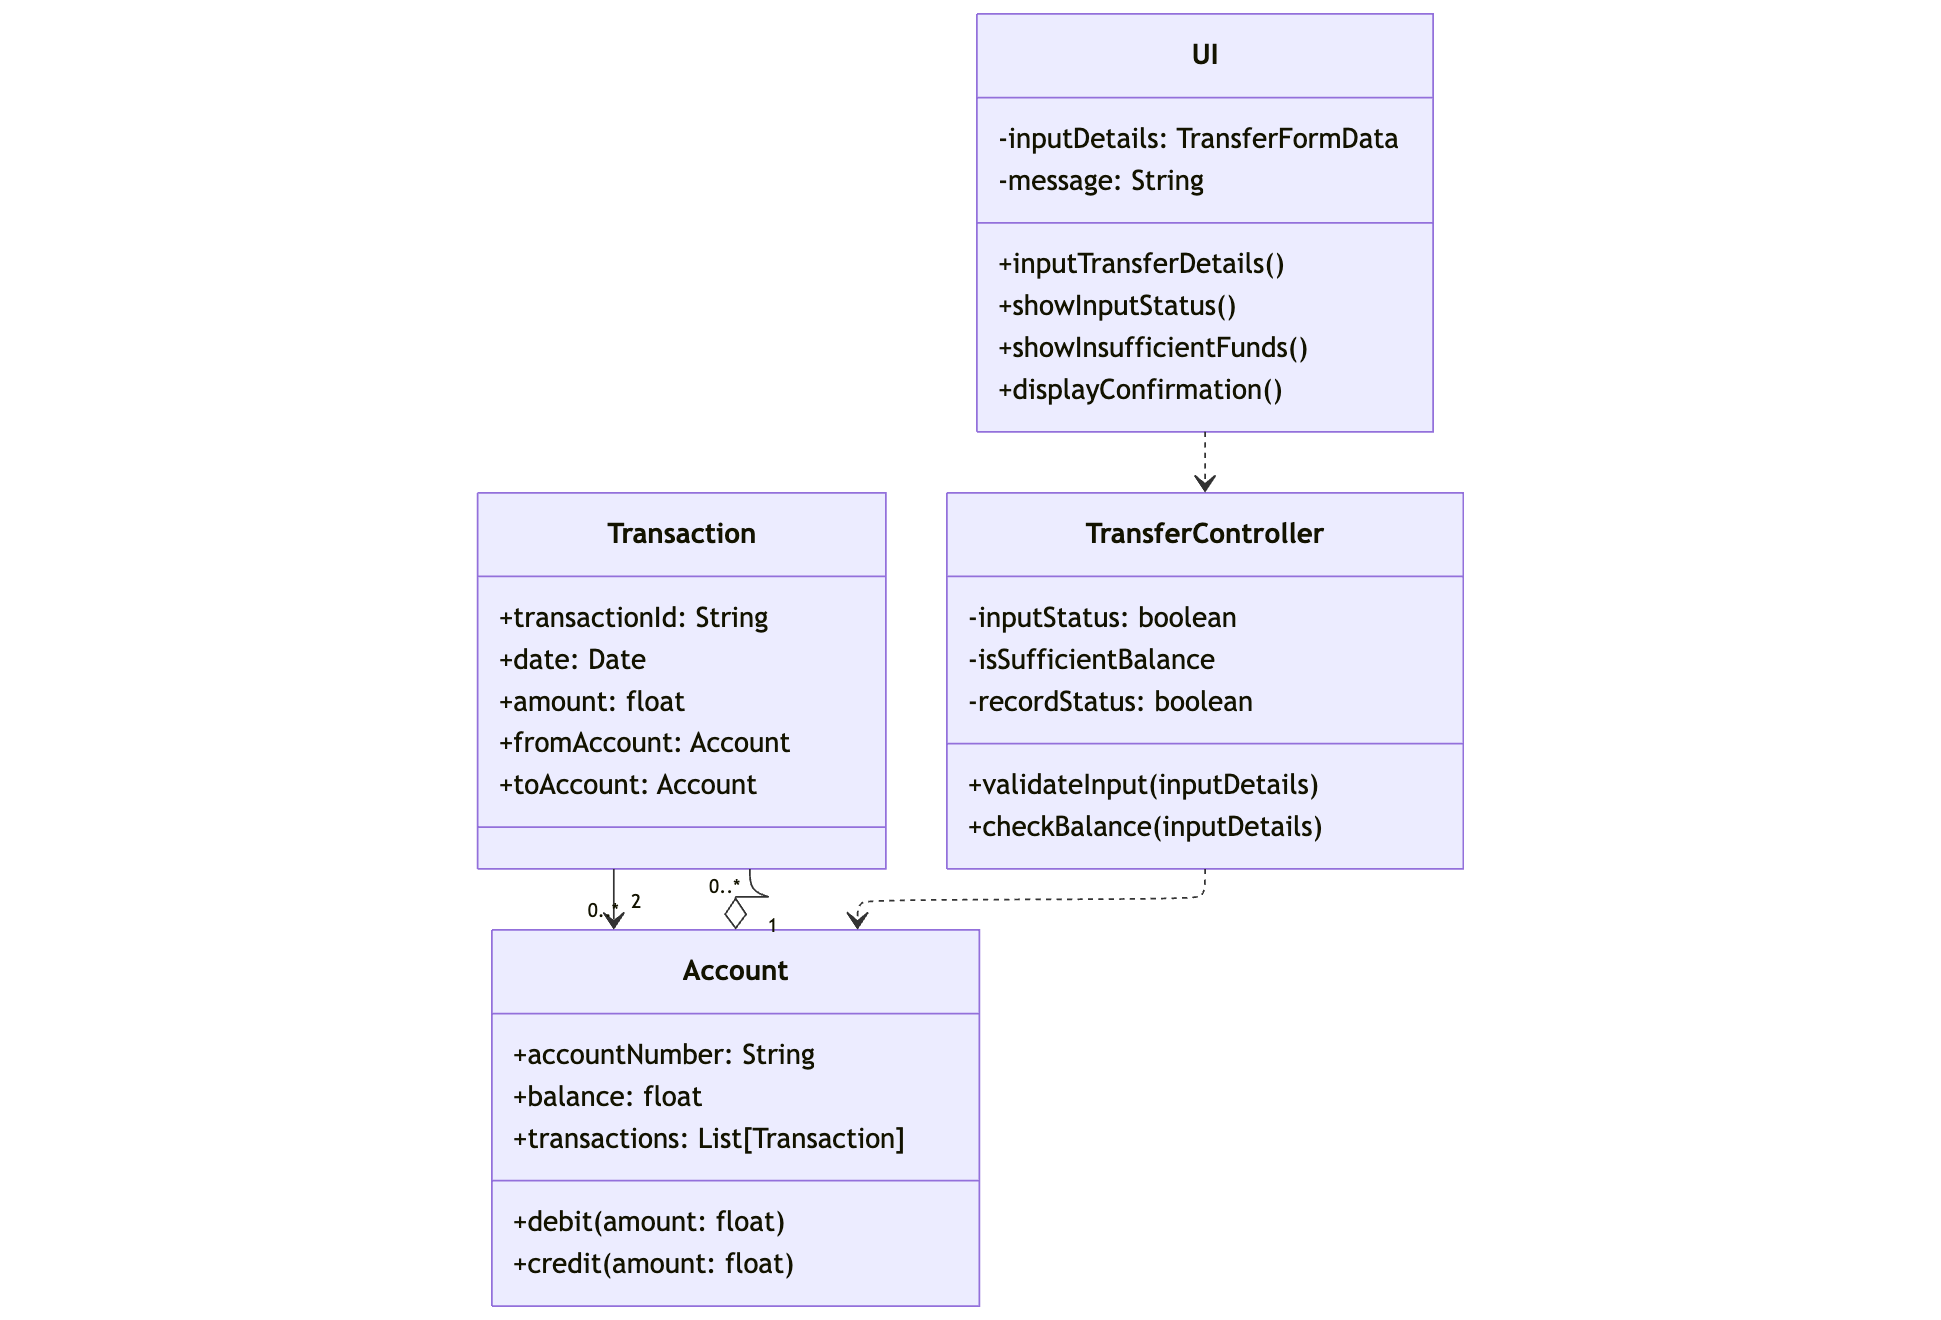 UI
-inputDetails: TransferFormData
-message: String
+inputTransferDetails()
+showInputStatus()
+showInsufficientFunds()
+displayConfirmation()
Transaction
+transactionId: String
+date: Date
+amount: float
+fromAccount: Account
+toAccount: Account
TransferController
-inputStatus: boolean
-isSufficientBalance
-recordStatus: boolean
+validateInput(inputDetails)
+checkBalance(inputDetails)
0..*
2
0..*
1
Account
+accountNumber: String
+balance: float
+transactions: List[Transaction]
+debit(amount: float)
+credit(amount: float)